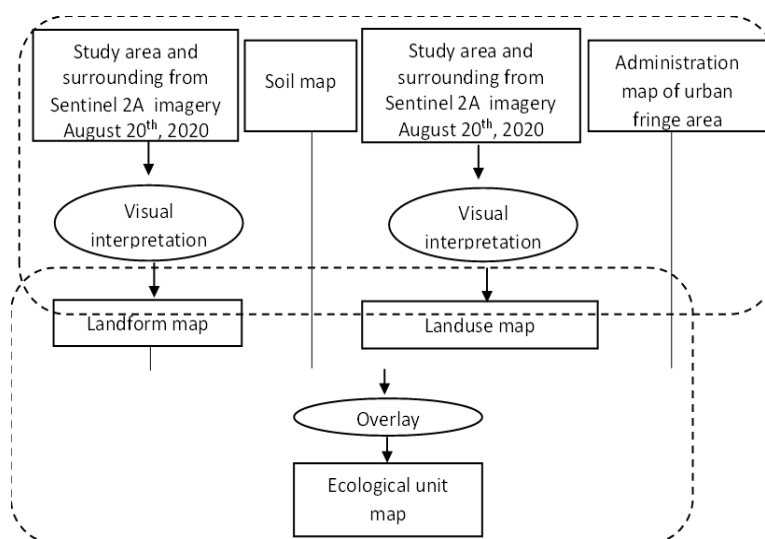 Study area and
surrounding from
Sentinel 2A imagery
August 20th, 2020
Soil map
Study area and
surrounding from
Sentinel 2A imagery
August 20th, 2020
Administration
map of urban
fringe area
Visual
interpretation
Visual
interpretation
Landform map
Landuse map
Overlay
Ecological unit
map